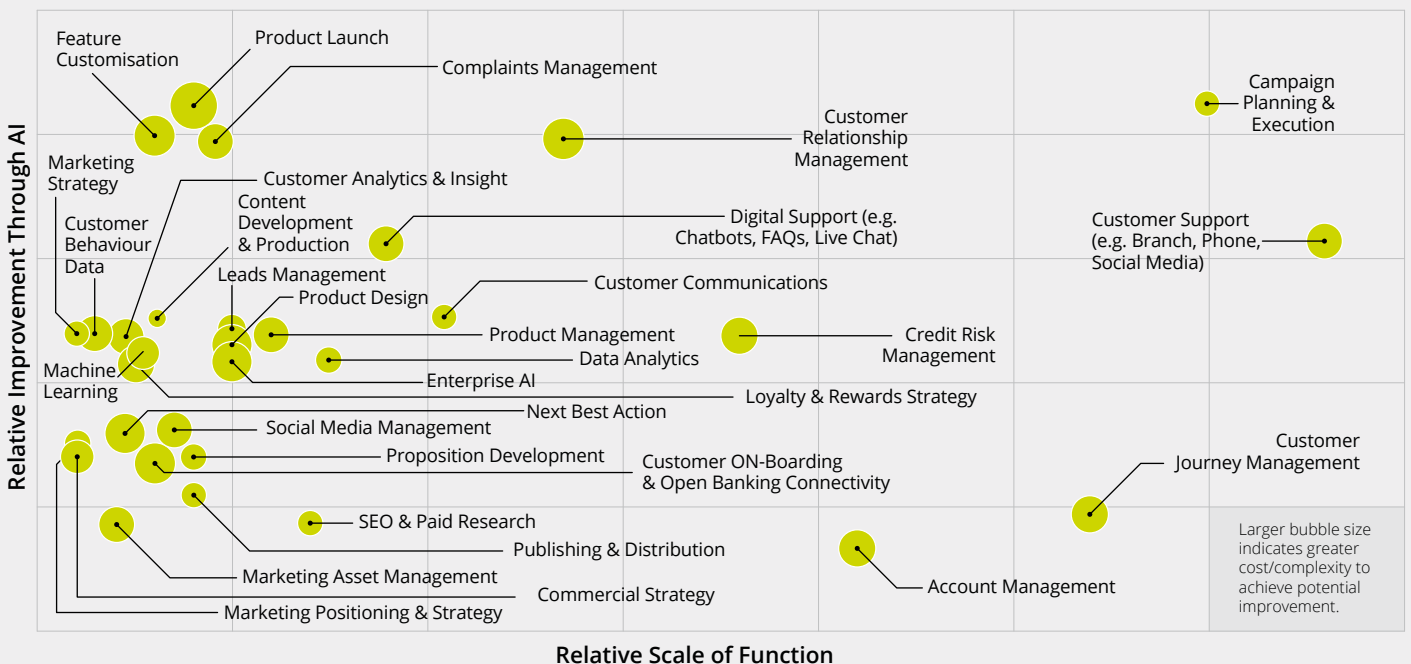 Feature
Customisation
Product Launch
Complaints Management
Campaign
Planning &
Execution
Customer
Relationship
Management
Marketing
Strategy
Customer Analytics & Insight
Content
Development
& Production
Customer
Behaviour
Data
Digital Support (e.g.
Chatbots, FAQs, Live Chat)
Customer Support
(e.g. Branch, Phone,
Social Media)
Leads Management
Product Design
Customer Communications
Product Management
Credit Risk
Management
Data Analytics
Machine
Learning
Enterprise AI
Loyalty & Rewards Strategy
Next Best Action
Social Media Management
Proposition Development
Customer ON-Boarding
& Open Banking Connectivity
Customer
Journey Management
SEO & Paid Research
Publishing & Distribution
Marketing Asset Management
Account Management
Commercial Strategy
Marketing Positioning & Strategy
Larger bubble size
indicates greater
cost/complexity to
achieve potential
improvement.
Relative Improvement Through AI
Relative Scale of Function